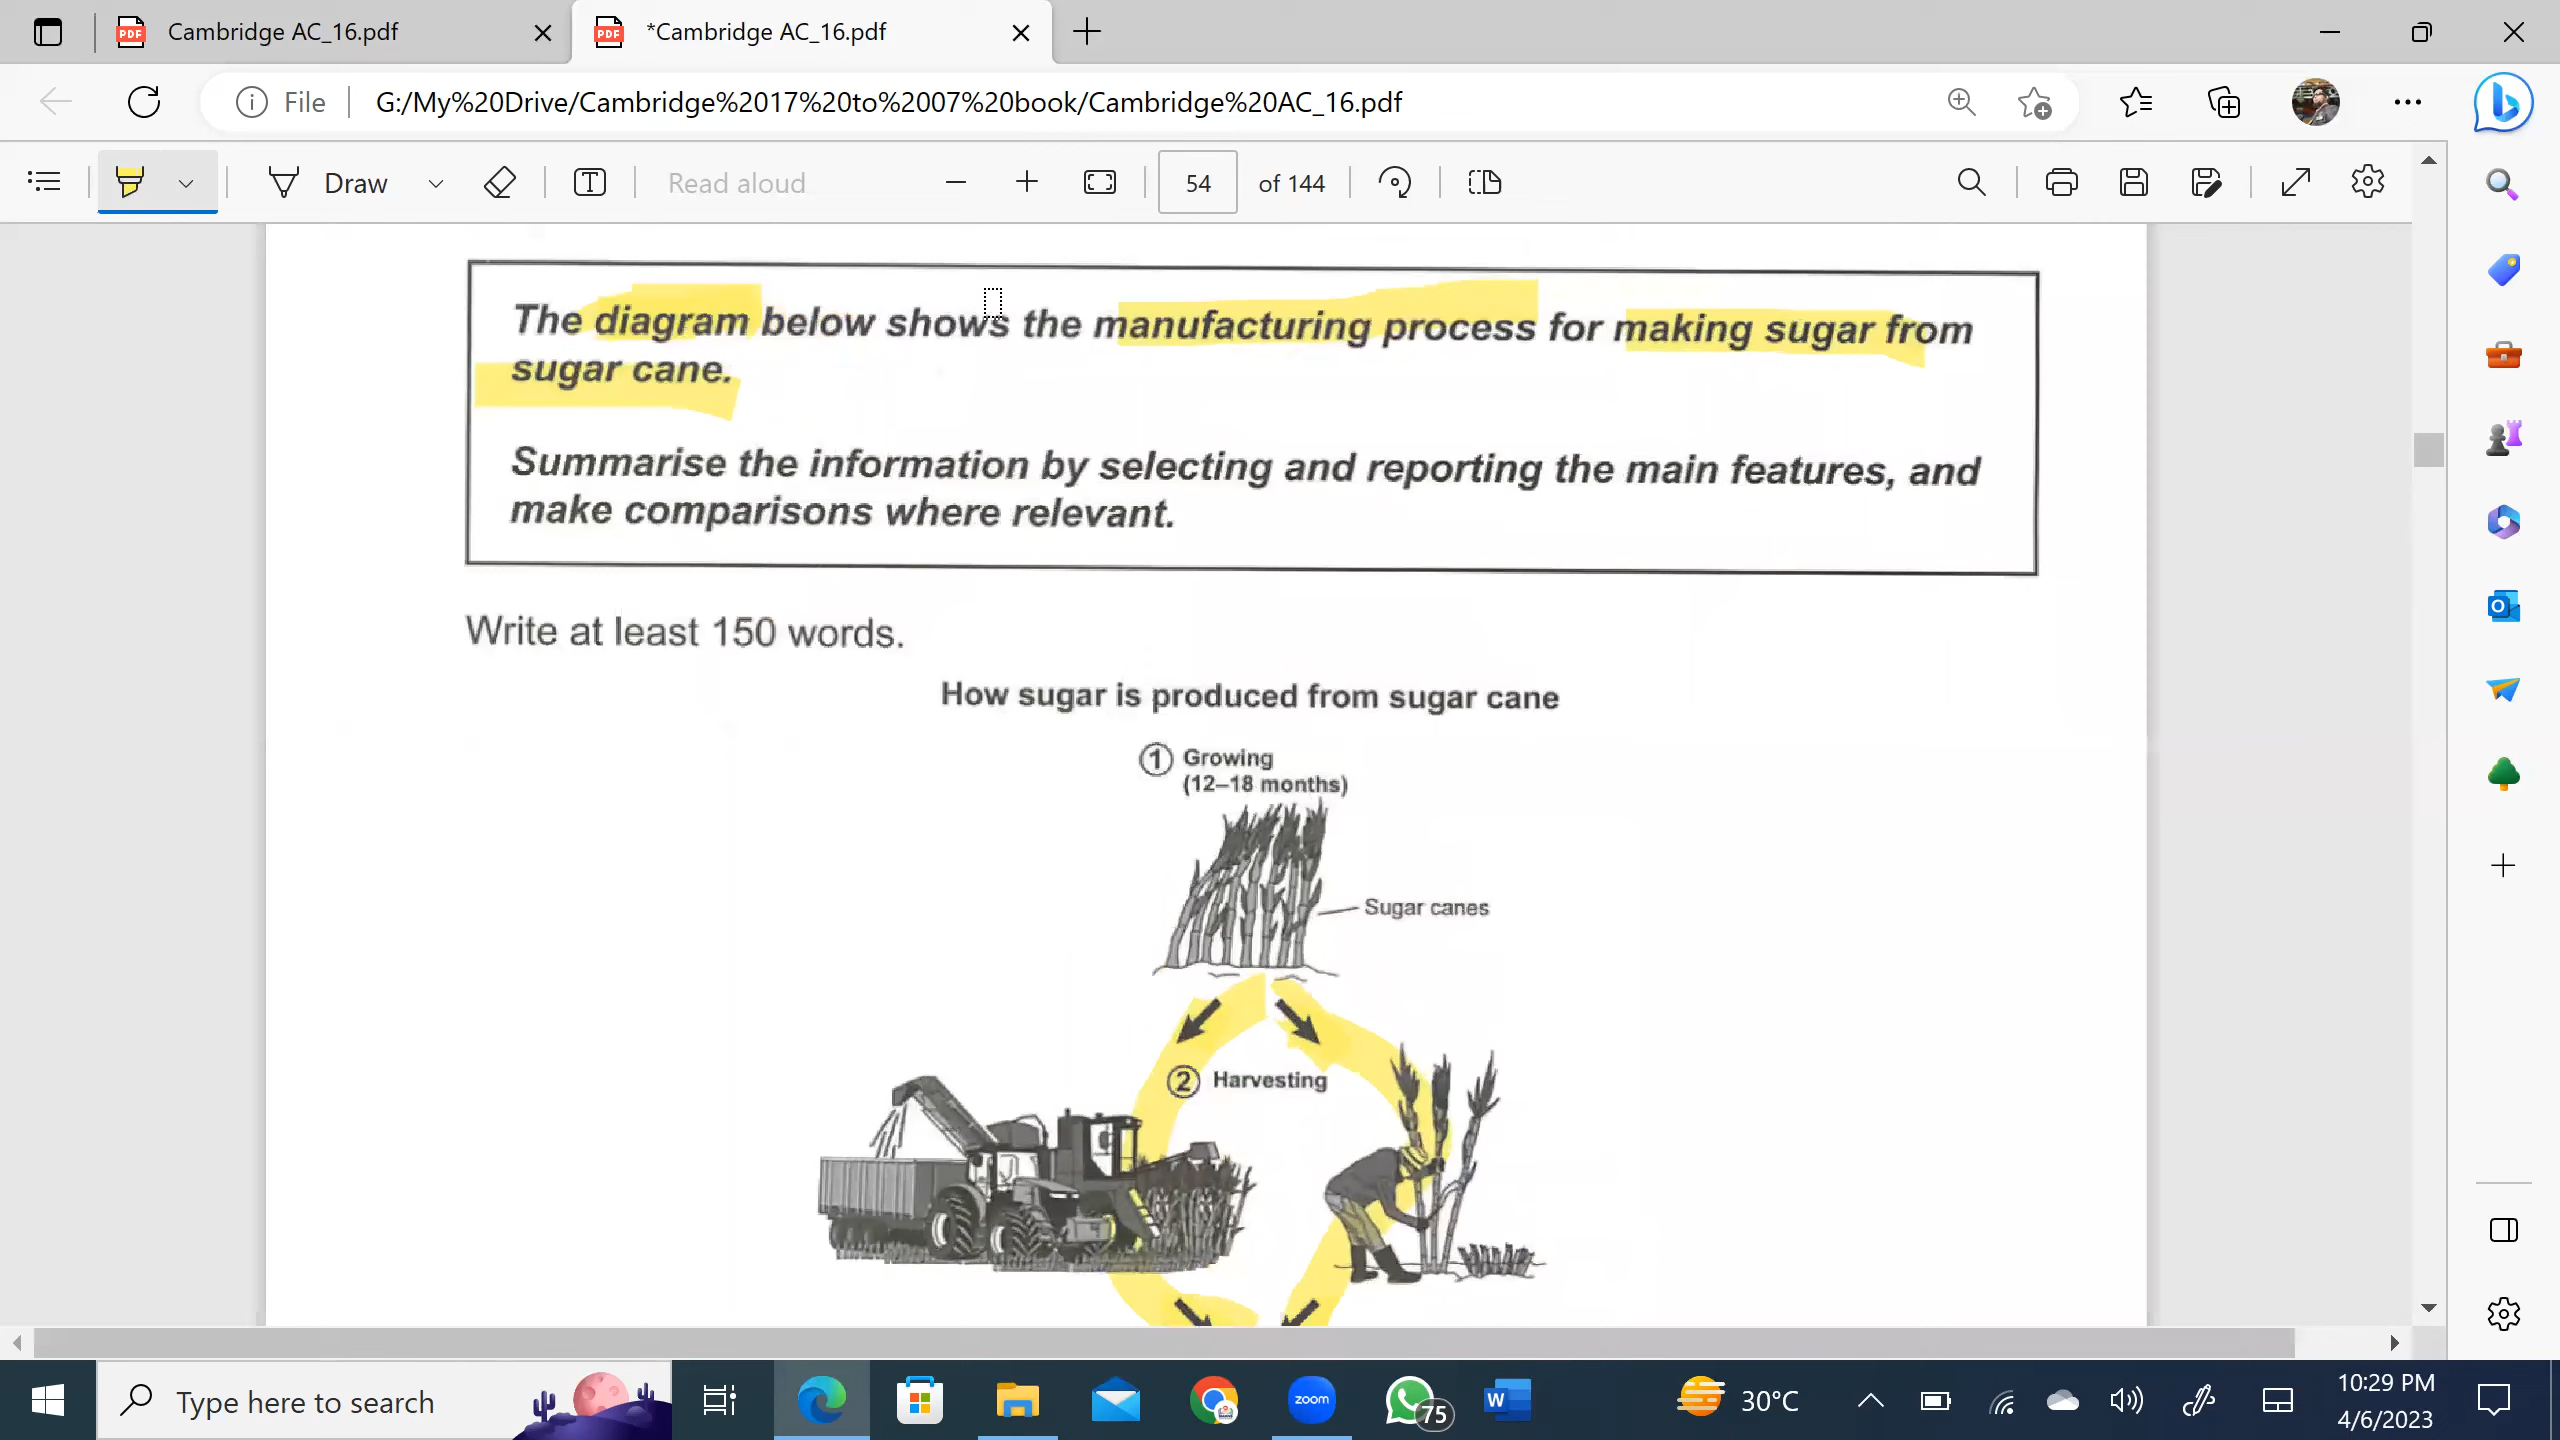 Cambridge AC_16.pdf
*Cambridge AC_16.pdf
File
G:/My%20Drive/Cambridge%2017%20to%2007%20book/Cambridge%20AC_16.pdf
Draw
Read aloud
54 of 144
The diagram below shows the manufacturing process for making sugar from
sugar cane.
Summarise the information by selecting and reporting the main features, and
make comparisons where relevant.
Write at least 150 words.
How sugar is produced from sugar cane
1 Growing
(12–18 months)
Sugar canes
2 Harvesting
Type here to search
zoom
75
30°C
10:29 PM
4/6/2023